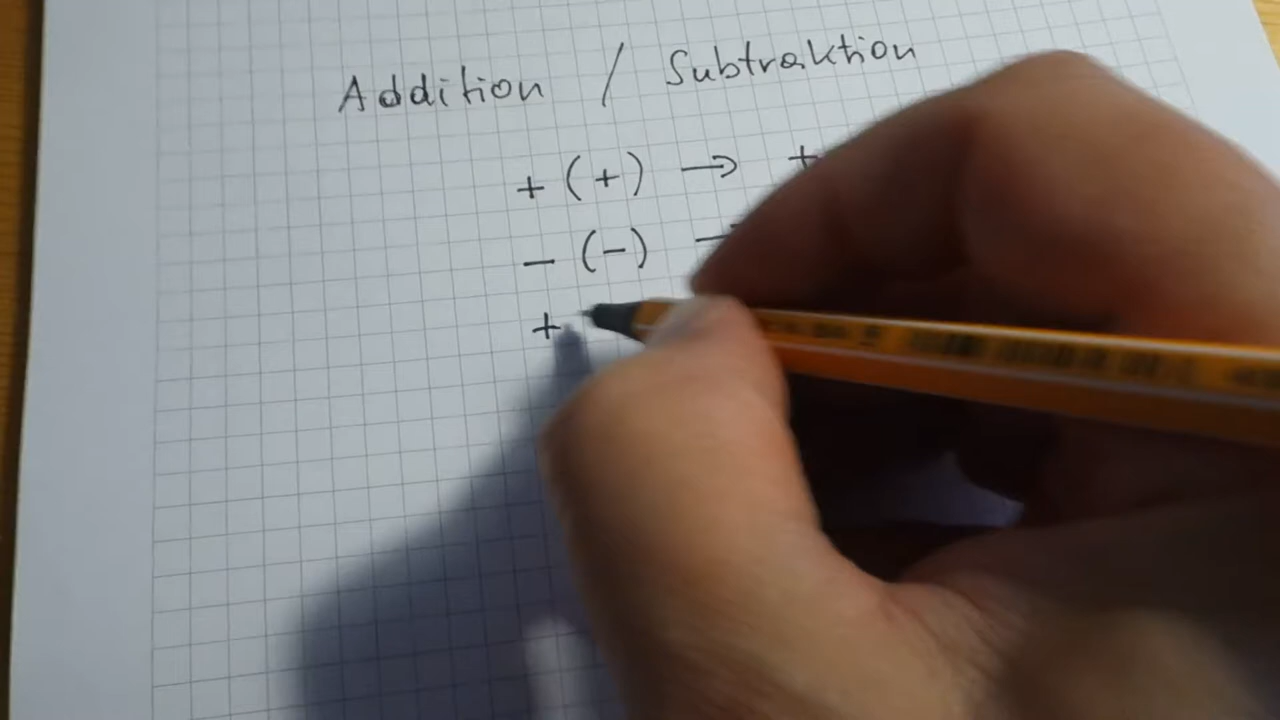 Addition / Subtraktion
+ (+) → +
− (−) →
+